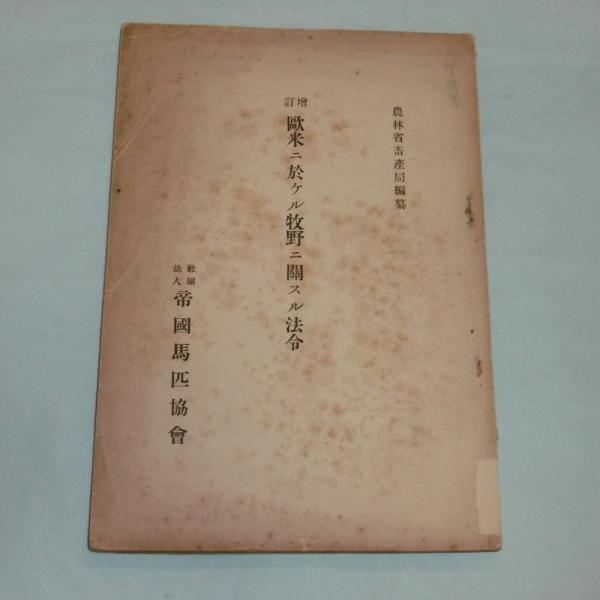 農林省畜産局編纂
増訂 歐米ニ於ケル牧野ニ關スル法令
社團法人 帝國馬匹協會